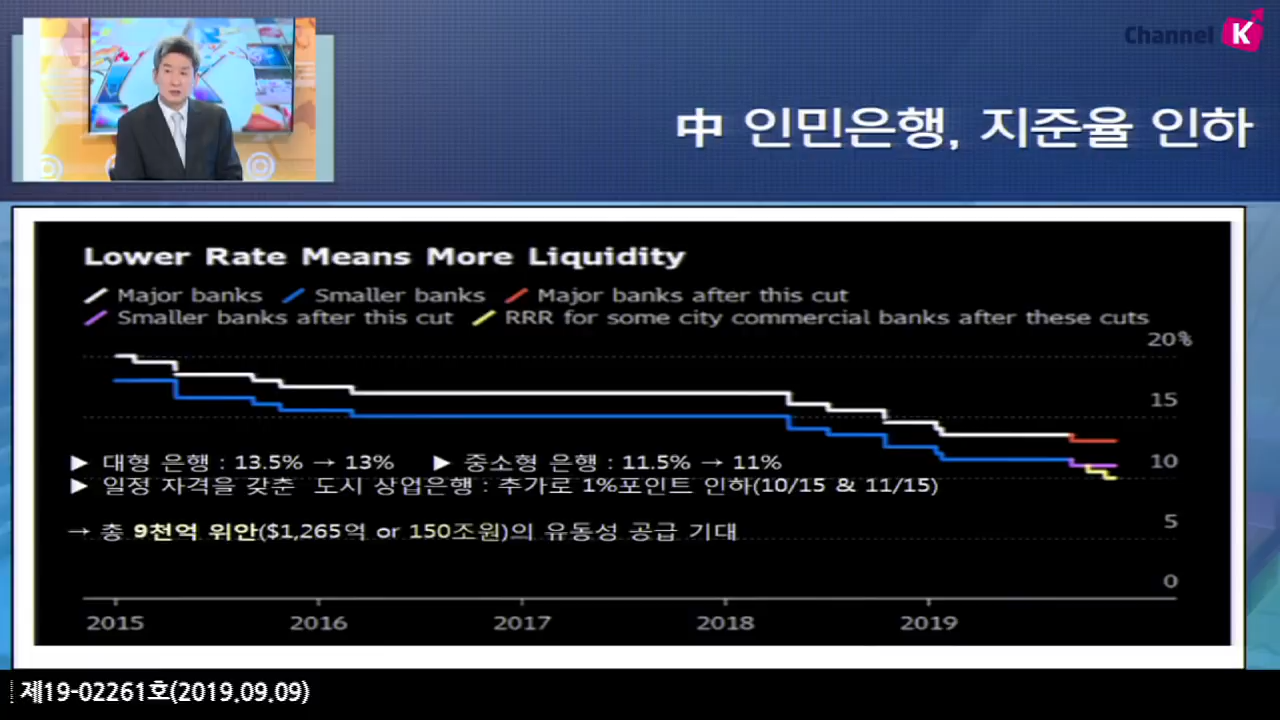 Channel K
中 인민은행, 지준율 인하
Lower Rate Means More Liquidity
Major banks Smaller banks Major banks after this cut
Smaller banks after this cut RRR for some city commercial banks after these cuts
20%
15
▶ 대형 은행 : 13.5% → 13% ▶ 중소형 은행 : 11.5% → 11%
10
▶ 일정 자격을 갖춘 도시 상업은행 : 추가로 1%포인트 인하(10/15 & 11/15)
5
→ 총 9천억 위안($1,265억 or 150조원)의 유동성 공급 기대
0
2015 2016 2017 2018 2019
제19-02261호(2019.09.09)